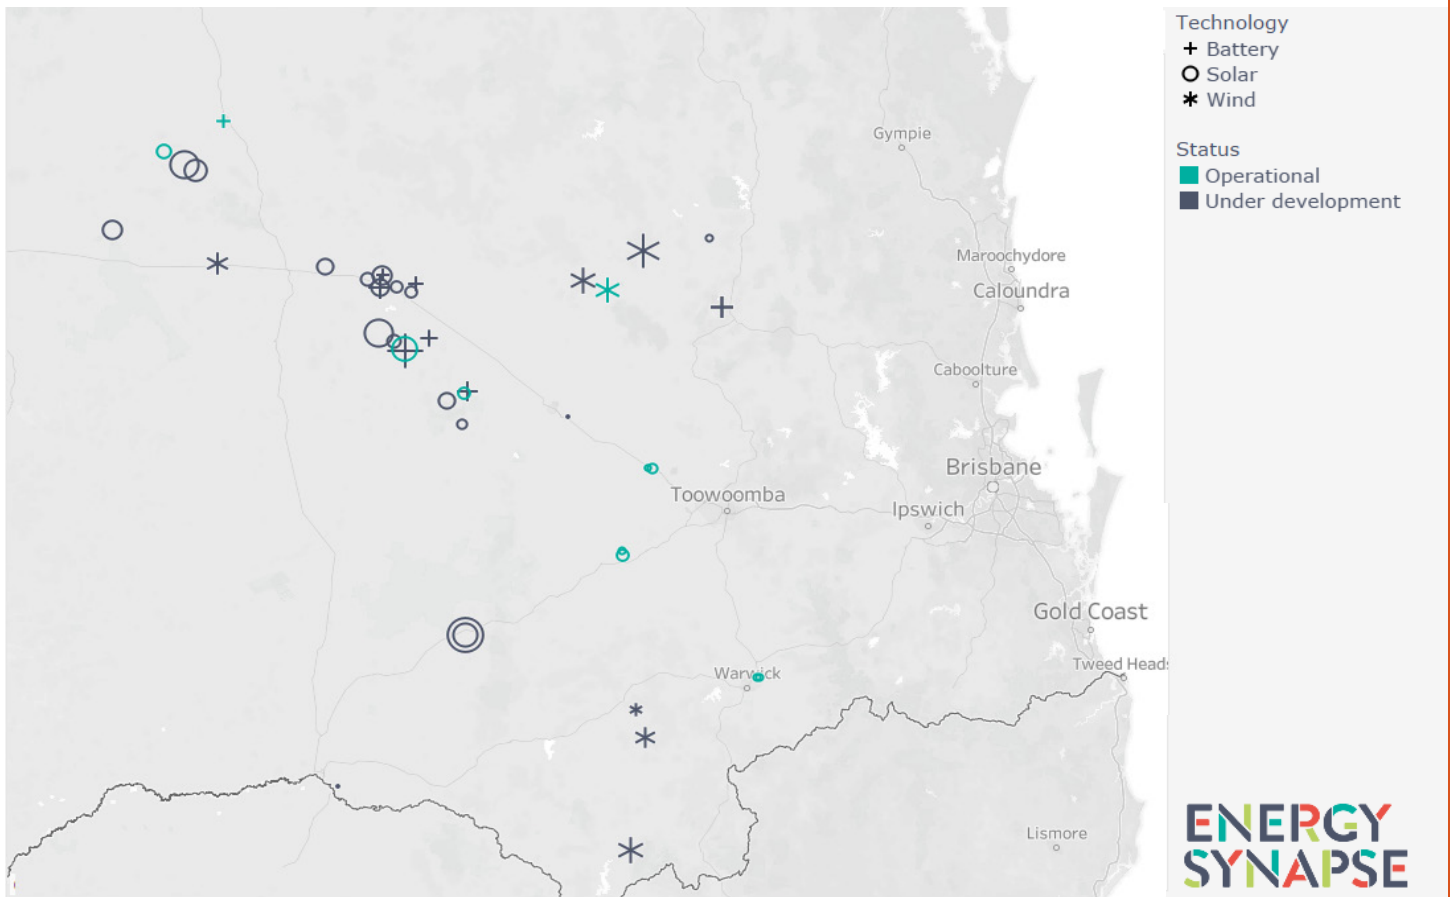 Technology
Battery
Solar
Wind
Status
Operational
Under development
Gympie
Maroochydore
Caloundra
Caboolture
Brisbane
Toowoomba
Ipswich
Gold Coast
Warwick
Tweed Heads
Lismore
ENERGY
SYNAPSE